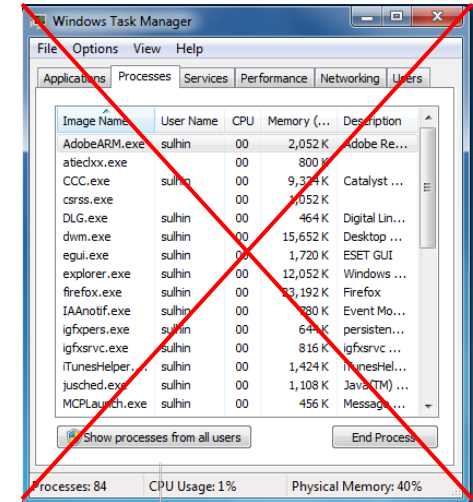 Windows Task Manager
File Options View Help
Applications Processes Services Performance Networking Users
Image Name User Name CPU Memory (... Description
AdobeARM.exe sulhin 00 2,052 K Adobe Re...
atiedxx.exe 00 800 K
CCC.exe sulhin 00 9,324 K Catalyst ...
csrss.exe 00 1,052 K
DLG.exe sulhin 00 464 K Digital Lin...
dwm.exe sulhin 00 15,652 K Desktop ...
egui.exe sulhin 00 1,720 K ESET GUI
explorer.exe sulhin 00 12,052 K Windows ...
firefox.exe sulhin 00 23,192 K Firefox
IAAnotif.exe sulhin 00 780 K Event Mo...
igfxpers.exe sulhin 00 644 K persisten...
igfxsrvc.exe sulhin 00 816 K igfxsrvc ...
iTunesHelper.... sulhin 00 1,424 K iTunesHel...
jusched.exe sulhin 00 1,108 K Java(TM) ...
MCPLaunch.exe sulhin 00 456 K Message ...
Show processes from all users End Process
Processes: 84 CPU Usage: 1% Physical Memory: 40%